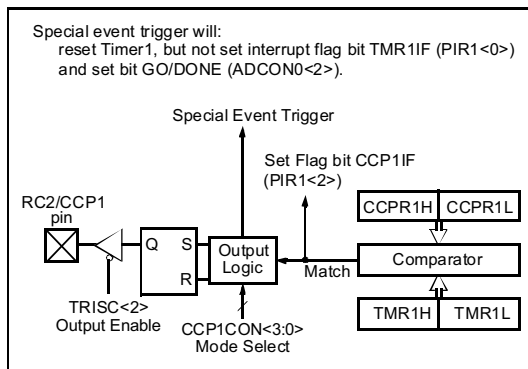 Special event trigger will:
reset Timer1, but not set interrupt flag bit TMR1IF (PIR1<0>)
and set bit GO/DONE (ADCON0<2>).
Special Event Trigger
Set Flag bit CCP1IF
(PIR1<2>)
RC2/CCP1
pin
CCPR1H CCPR1L
Q S
R
Output
Logic
Match
Comparator
TRISC<2>
Output Enable
CCP1CON<3:0>
Mode Select
TMR1H TMR1L